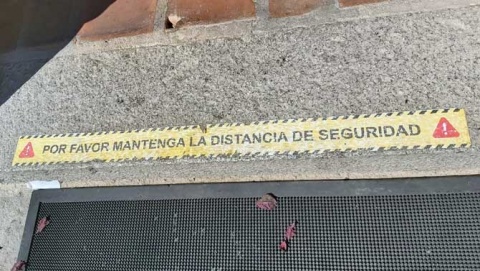 POR FAVOR MANTENGA LA DISTANCIA DE SEGURIDAD